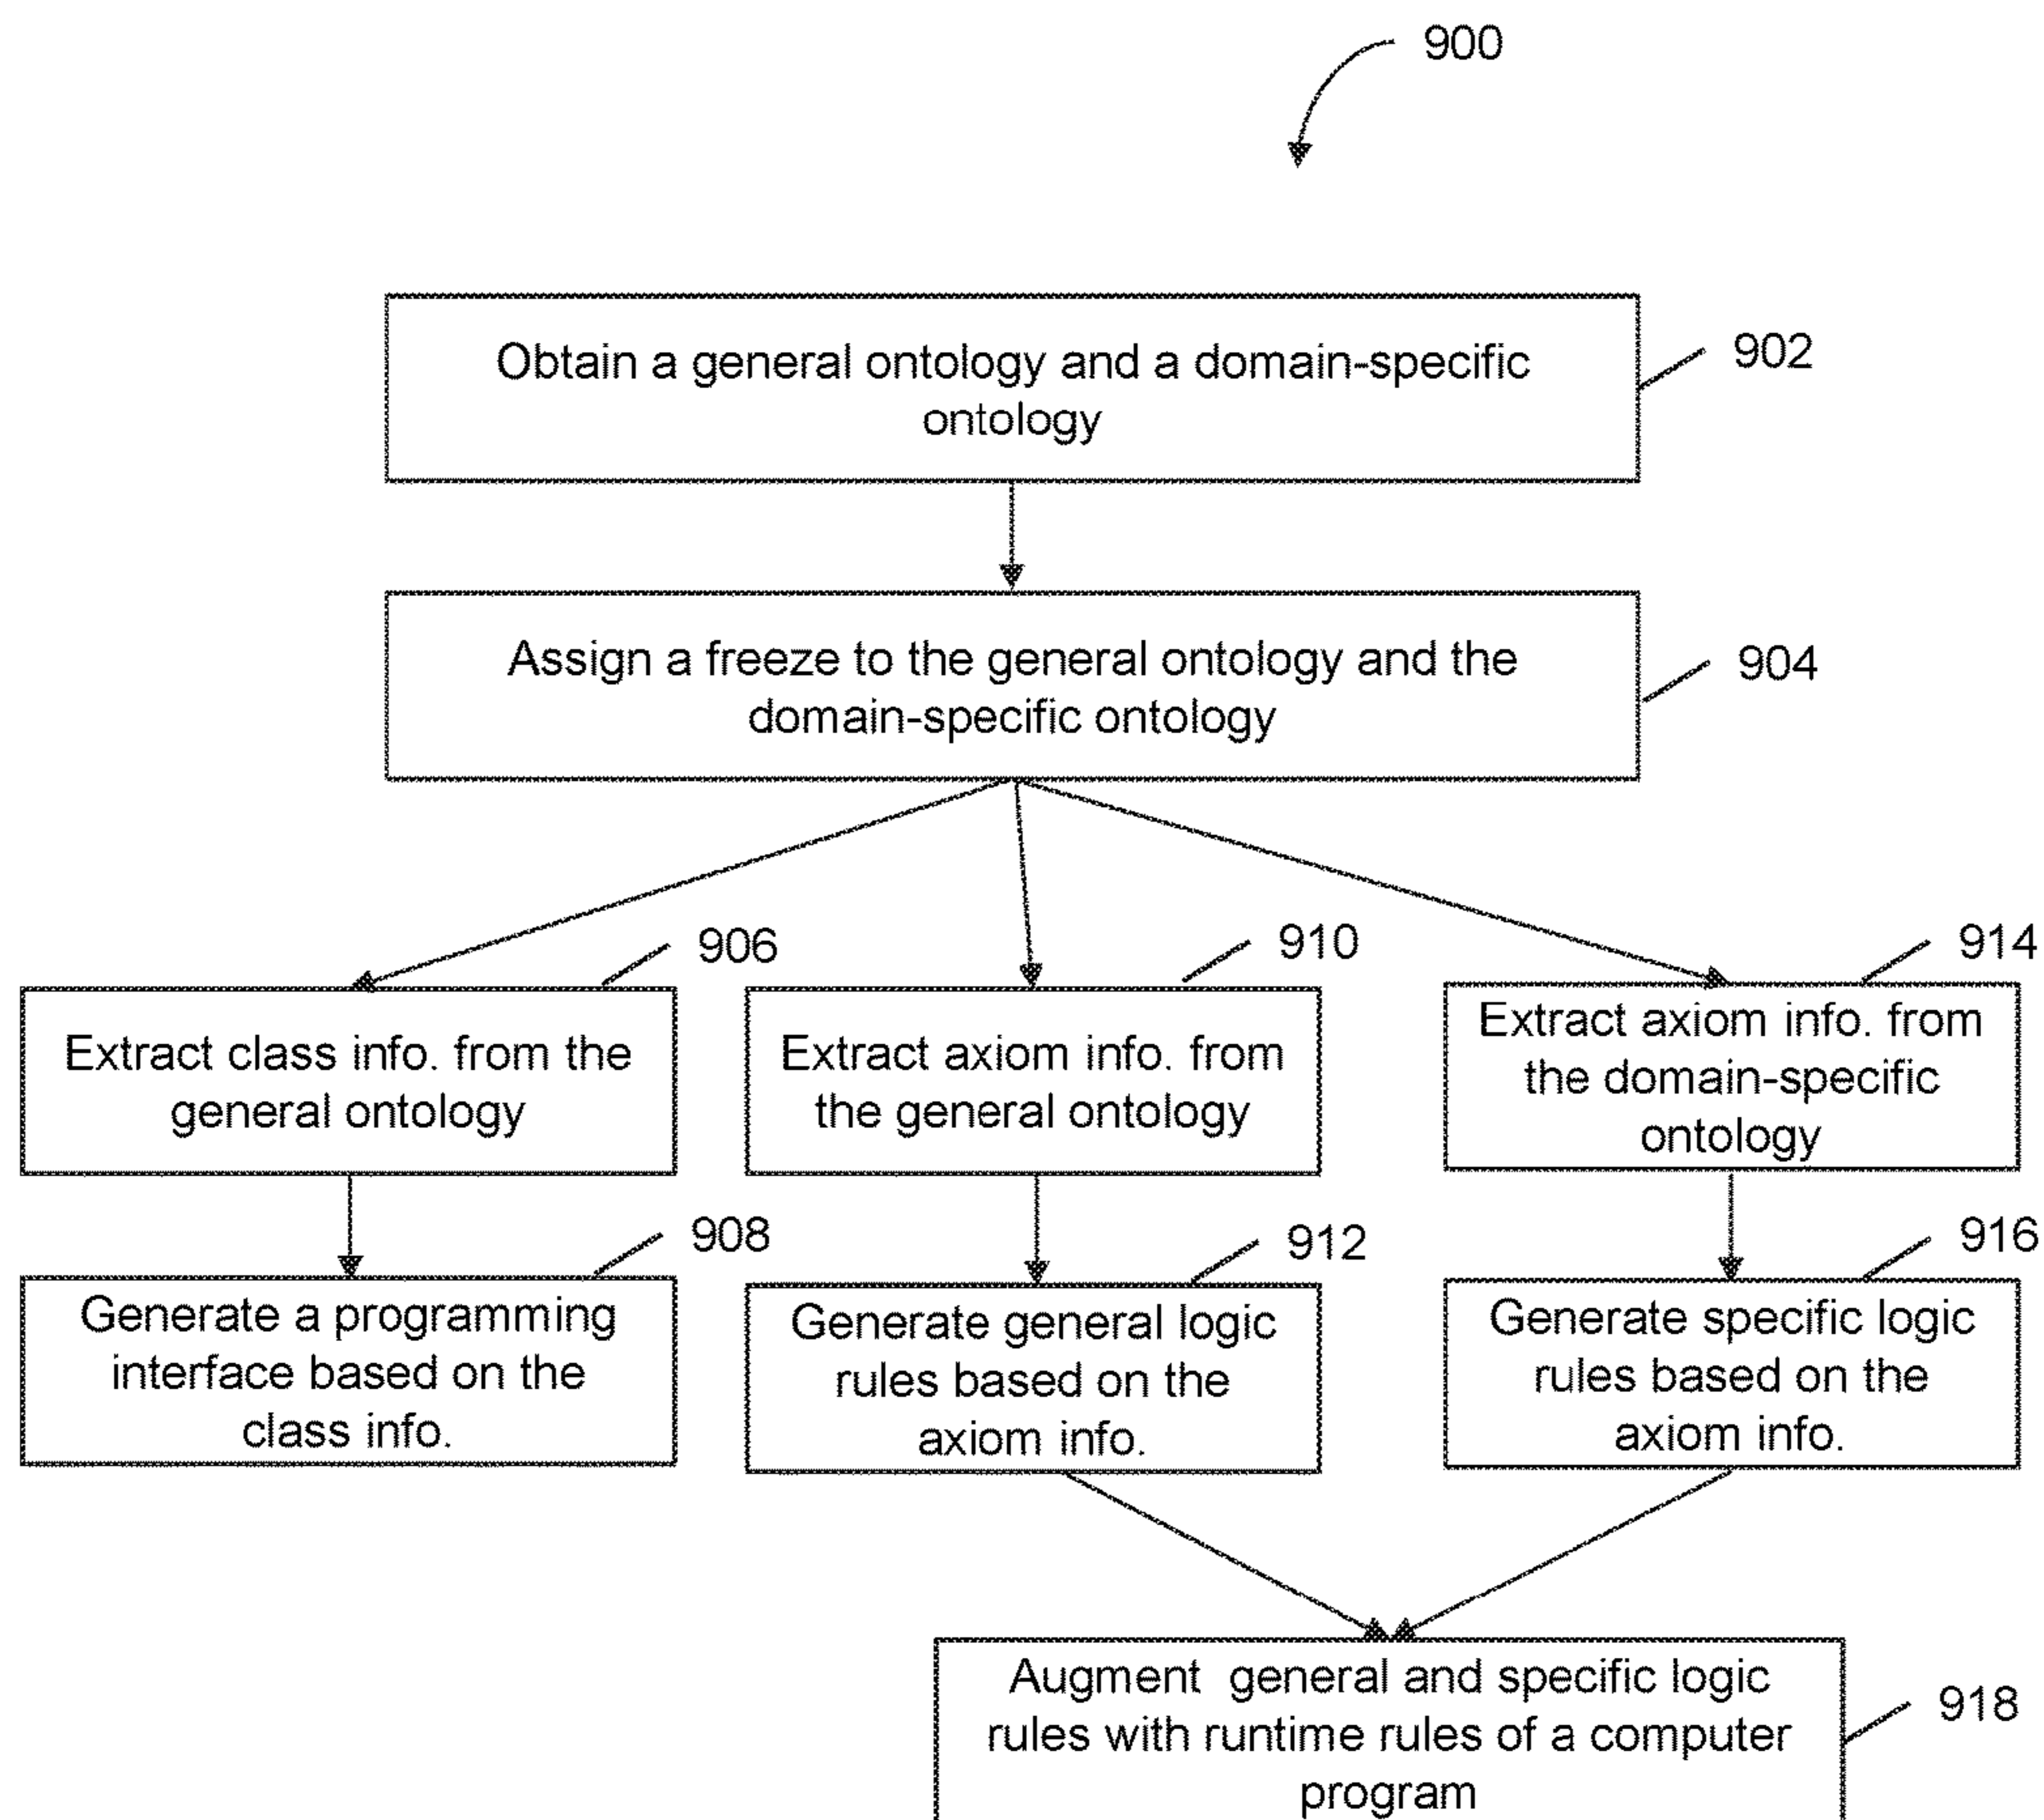 900
Obtain a general ontology and a domain-specific
ontology
902
Assign a freeze to the general ontology and the
domain-specific ontology
904
906
Extract class info. from the
general ontology
910
Extract axiom info. from
the general ontology
914
Extract axiom info. from
the domain-specific
ontology
908
Generate a programming
interface based on the
class info.
912
Generate general logic
rules based on the
axiom info.
916
Generate specific logic
rules based on the
axiom info.
Augment general and specific logic
rules with runtime rules of a computer
program
918